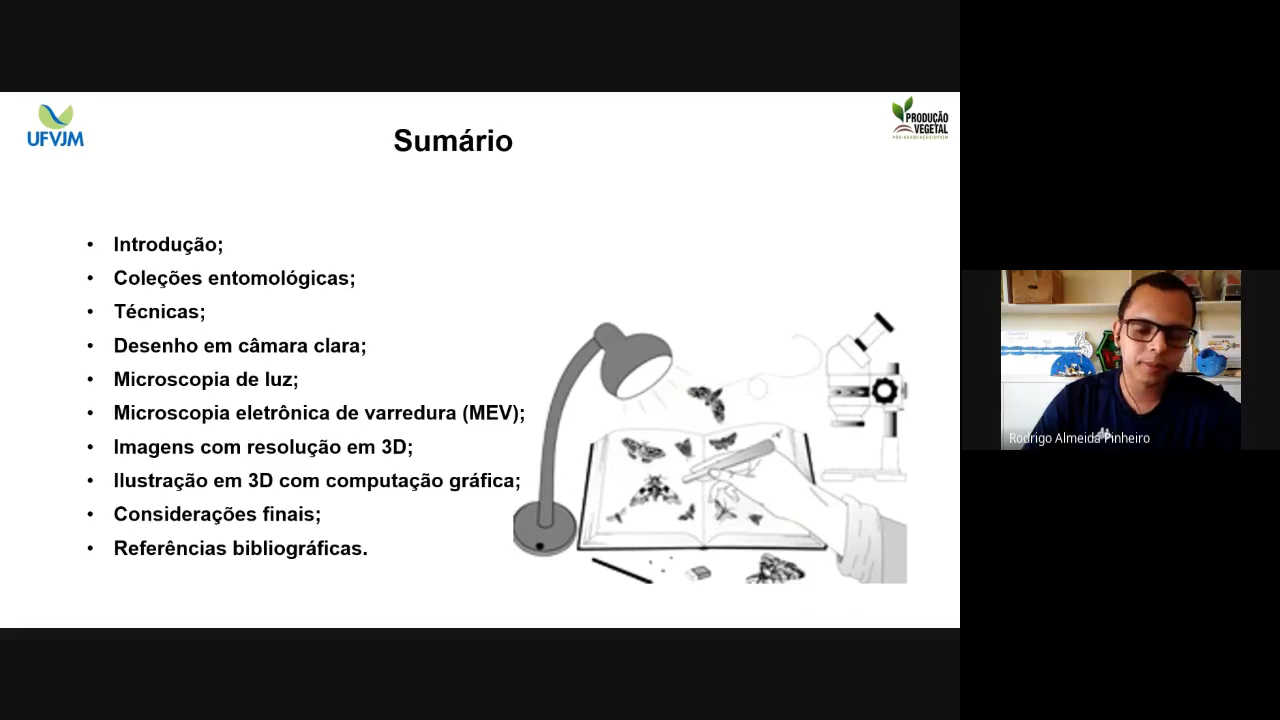 UFVJM
PRODUÇÃO
VEGETAL
Sumário
• Introdução;
• Coleções entomológicas;
• Técnicas;
• Desenho em câmara clara;
• Microscopia de luz;
• Microscopia eletrônica de varredura (MEV);
• Imagens com resolução em 3D;
• Ilustração em 3D com computação gráfica;
• Considerações finais;
• Referências bibliográficas.
Rodrigo Almeida Pinheiro